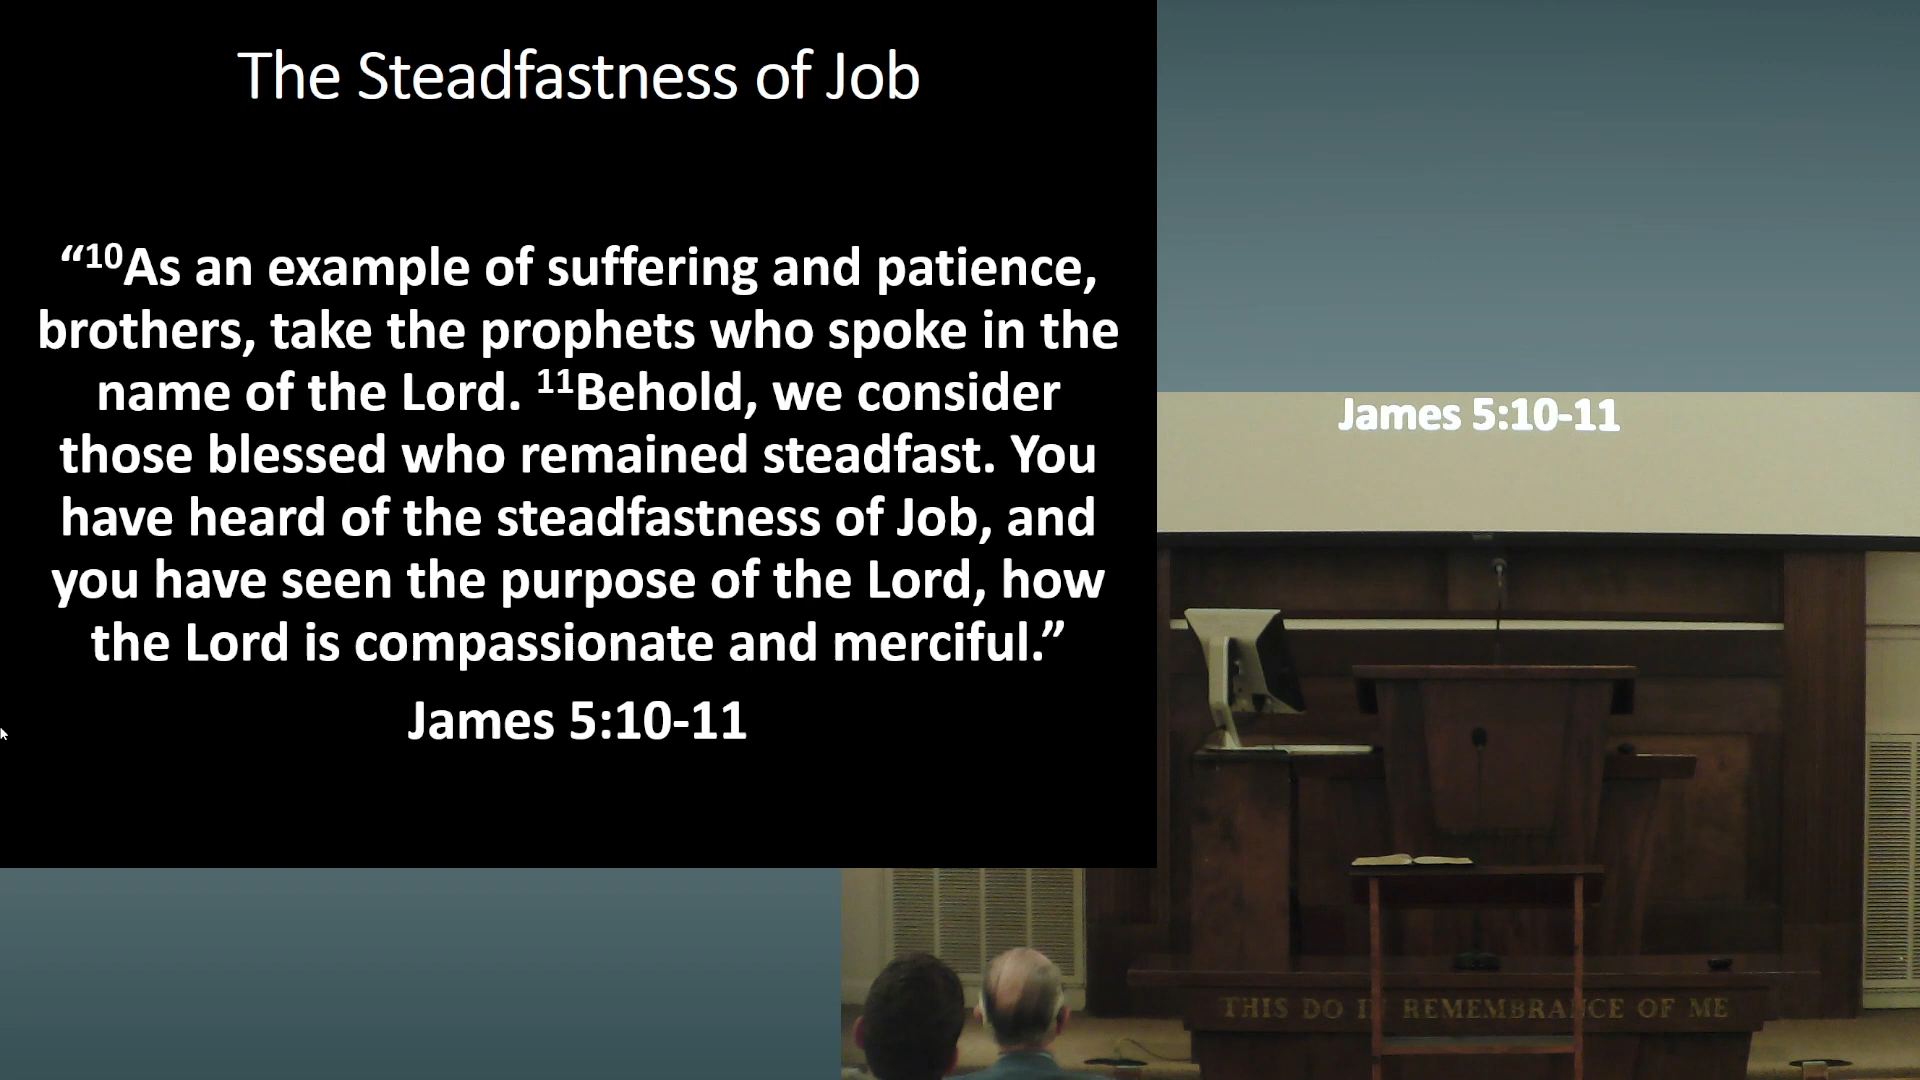 The Steadfastness of Job
“¹⁰As an example of suffering and patience,
brothers, take the prophets who spoke in the
name of the Lord. ¹¹Behold, we consider
those blessed who remained steadfast. You
have heard of the steadfastness of Job, and
you have seen the purpose of the Lord, how
the Lord is compassionate and merciful.”
James 5:10-11
James 5:10-11
THIS DO IN REMEMBRANCE OF ME